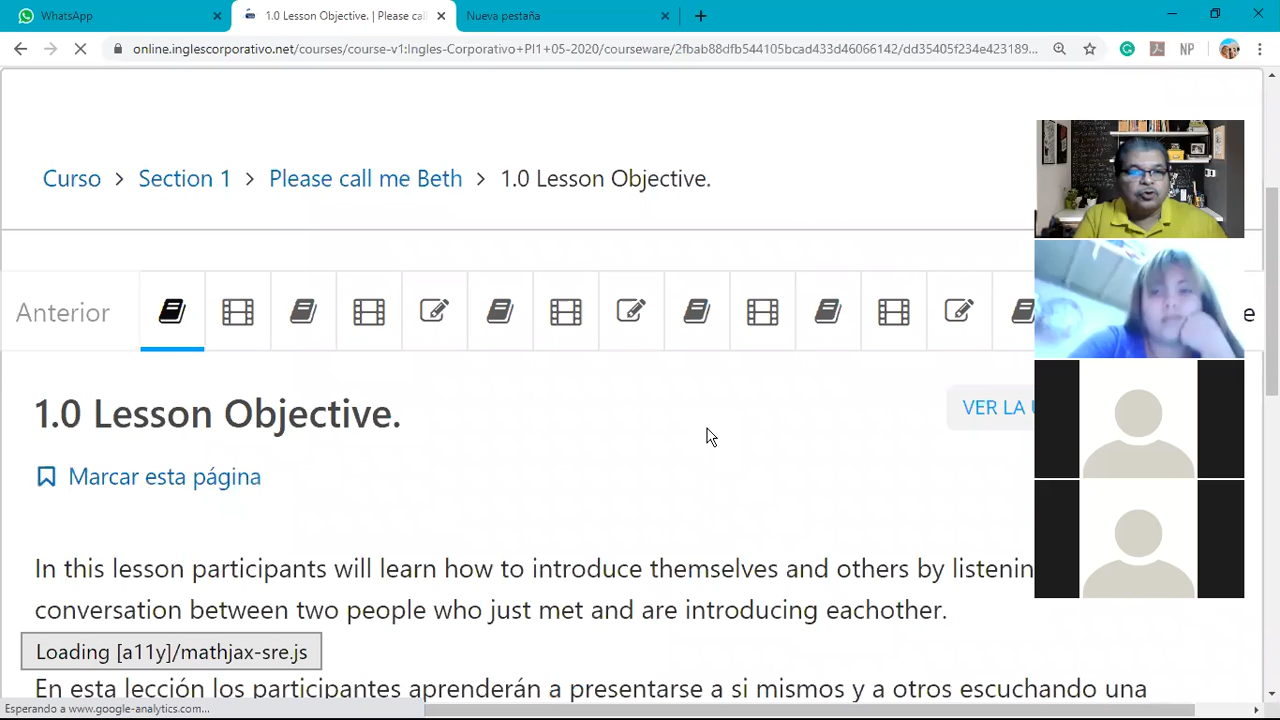 WhatsApp
1.0 Lesson Objective. | Please cal
Nueva pestaña
online.inglescorporativo.net/courses/course-v1:Ingles-Corporativo+PI1+05-2020/courseware/2fbab88dfb544105bcad433d46066142/dd35405f234e423189...
NP
Curso > Section 1 > Please call me Beth > 1.0 Lesson Objective.
Anterior
e
1.0 Lesson Objective.
VER LA U
Marcar esta página
In this lesson participants will learn how to introduce themselves and others by listenin
conversation between two people who just met and are introducing eachother.
Loading [a11y]/mathjax-sre.js
En esta lección los participantes aprenderán a presentarse a si mismos y a otros escuchando una
Esperando a www.google-analytics.com...